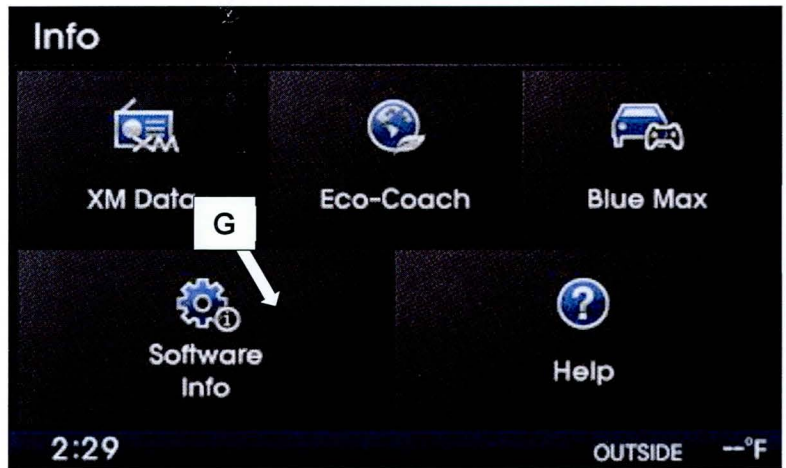 Info
XM Data
Eco-Coach
Blue Max
G
Software
Info
Help
2:29
OUTSIDE --°F